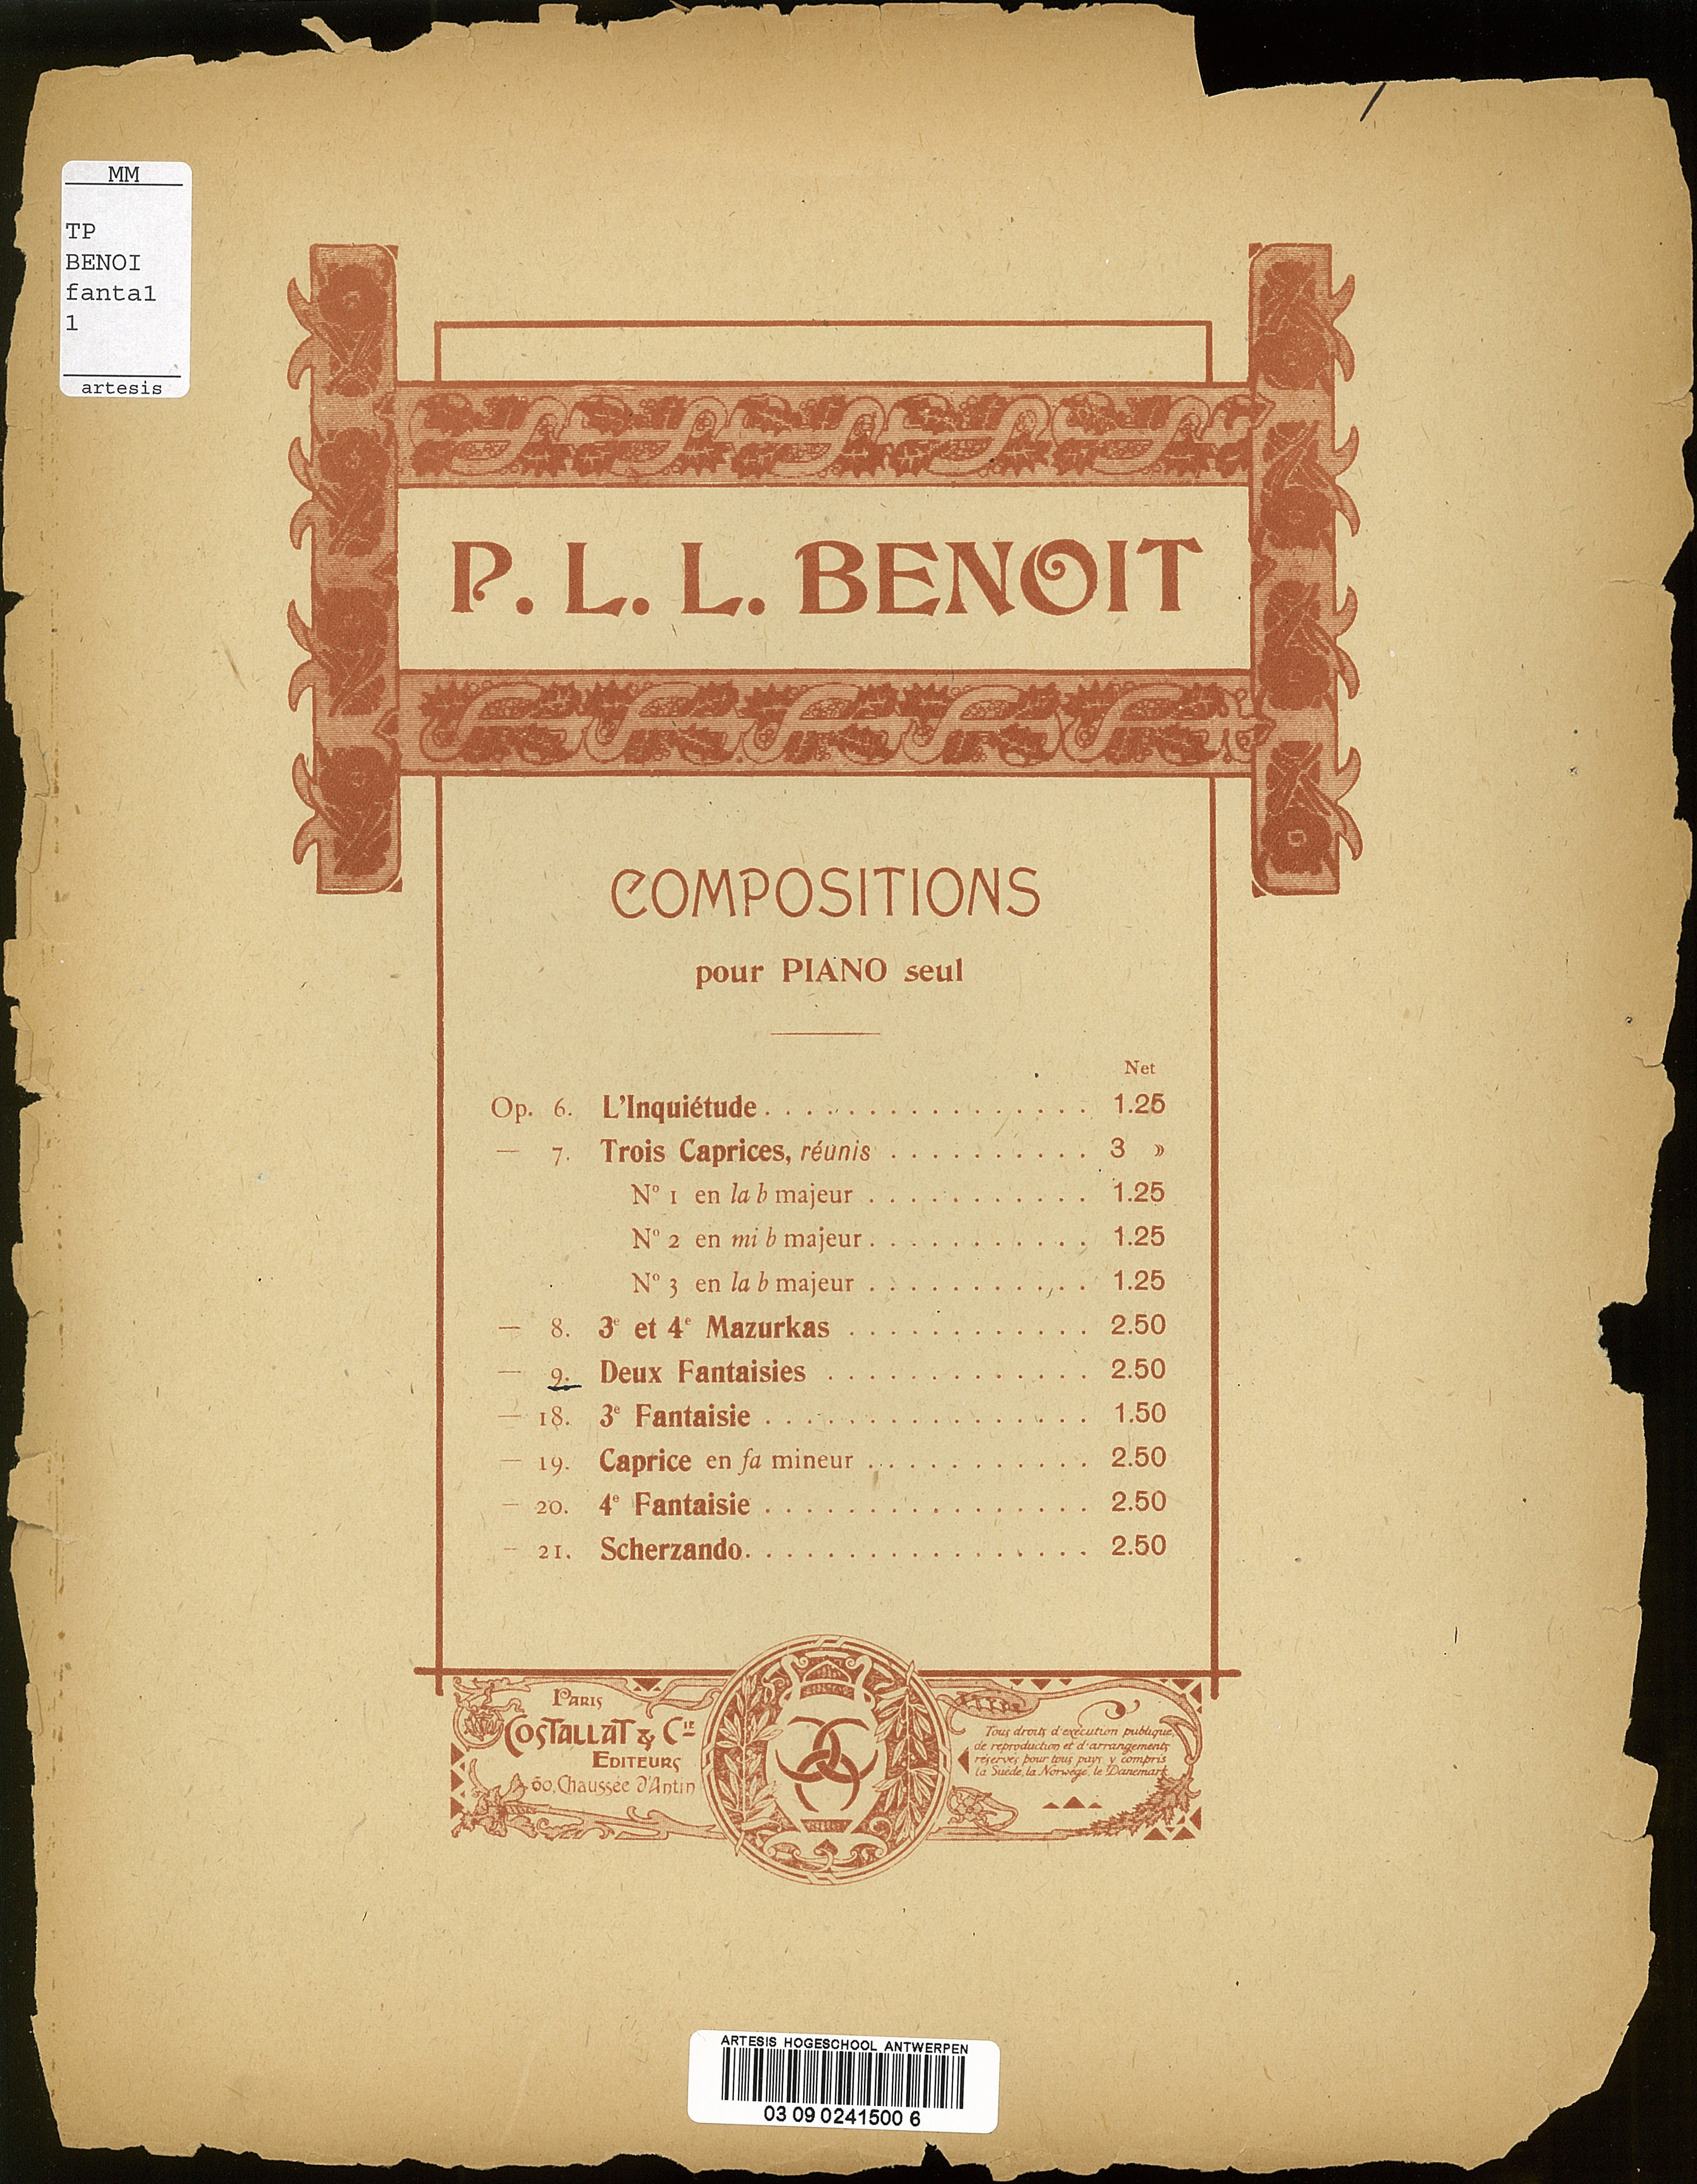 MM
TP
BENOI
fanta1
1
artesis
P. L. L. BENOIT
COMPOSITIONS
pour PIANO seul
Net
Op. 6. L'Inquiétude . . . . . . . . . . . . . . . . 1.25
— 7. Trois Caprices, réunis . . . . . . . . . . 3 »
Nº 1 en la b majeur . . . . . . . . . . . 1.25
Nº 2 en mi b majeur . . . . . . . . . . . 1.25
Nº 3 en la b majeur . . . . . . . . . . . 1.25
— 8. 3e et 4e Mazurkas . . . . . . . . . . . . 2.50
— 9. Deux Fantaisies . . . . . . . . . . . . . 2.50
— 18. 3e Fantaisie . . . . . . . . . . . . . . . . 1.50
— 19. Caprice en fa mineur . . . . . . . . . . . 2.50
— 20. 4e Fantaisie . . . . . . . . . . . . . . . . 2.50
— 21. Scherzando . . . . . . . . . . . . . . . . . 2.50
PARIS
COSTALLAT & CIE
EDITEURS
60, Chaussée d'Antin
Tous droits d'exécution publique,
de reproduction et d'arrangements
réservés pour tous pays y compris
la Suède, la Norwège, le Danemark
ARTESIS HOGESCHOOL ANTWERPEN
03 09 0241500 6